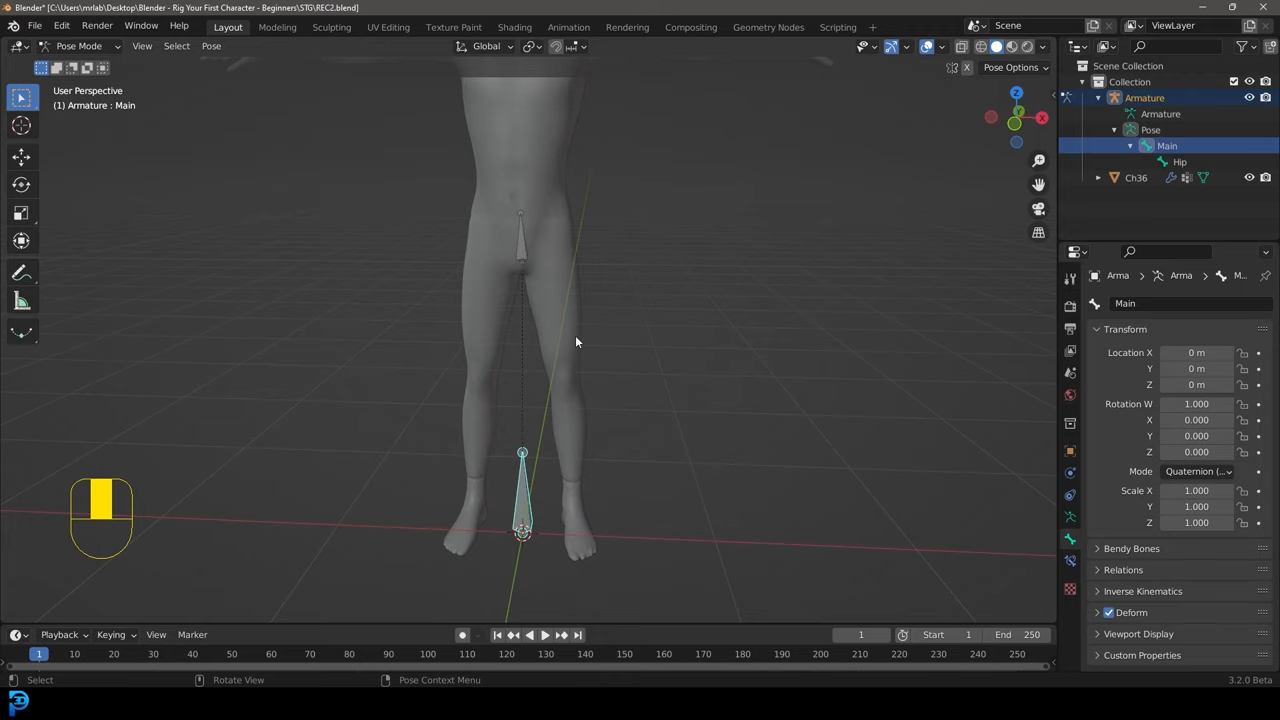 Blender* [C:\Users\mrlab\Desktop\Blender - Rig Your First Character - Beginners\STG\REC2.blend]
File Edit Render Window Help Layout Modeling Sculpting UV Editing Texture Paint Shading Animation Rendering Compositing Geometry Nodes Scripting Scene ViewLayer
Pose Mode View Select Pose Global
X Pose Options
User Perspective
(1) Armature : Main
Z
X
Y
Scene Collection
Collection
Armature
Armature
Pose
Main
Hip
Ch36
Arma > Arma > M...
Main
Transform
Location X 0 m
Y 0 m
Z 0 m
Rotation W 1.000
X 0.000
Y 0.000
Z 0.000
Mode Quaternion (...
Scale X 1.000
Y 1.000
Z 1.000
Bendy Bones
Relations
Inverse Kinematics
Deform
Viewport Display
Custom Properties
Playback Keying View Marker 1 Start 1 End 250
1 10 20 30 40 50 60 70 80 90 100 110 120 130 140 150 160 170 180 190 200 210 220 230 240 250
Select Rotate View Pose Context Menu 3.2.0 Beta